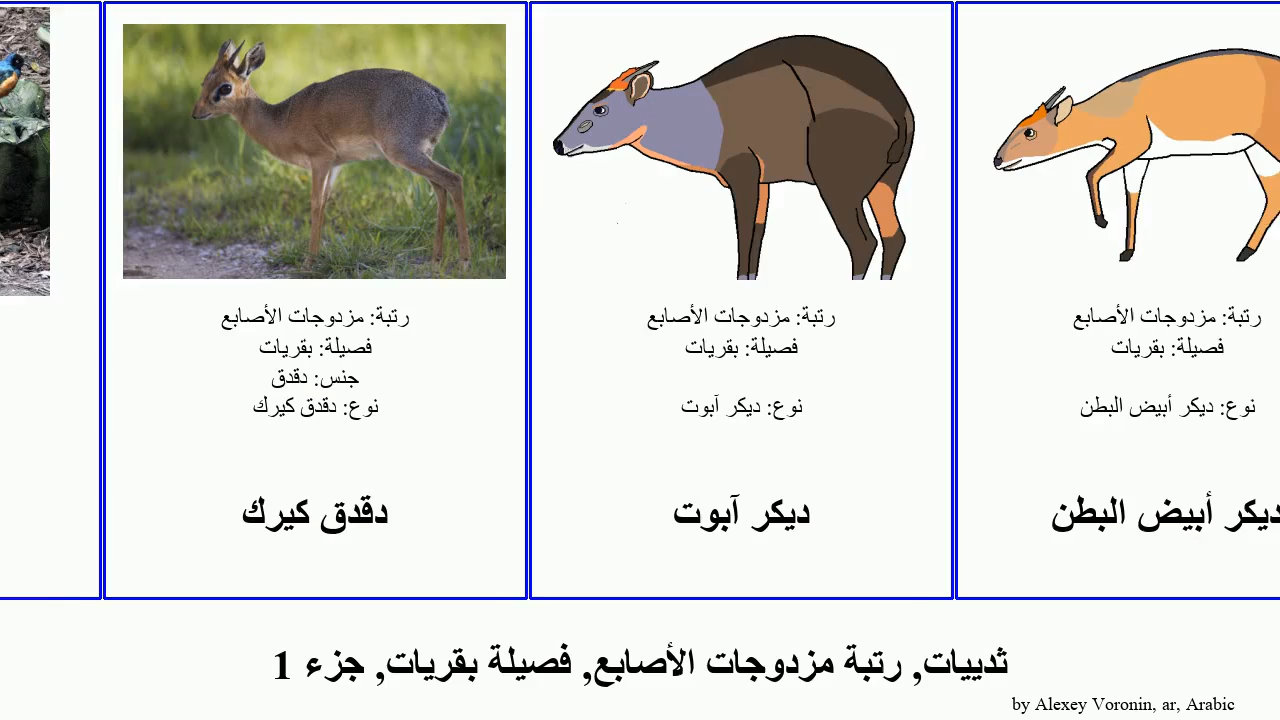 رتبة: مزدوجات الأصابع
فصيلة: بقريات
جنس: دقدق
نوع: دقدق كيرك
دقدق كيرك
رتبة: مزدوجات الأصابع
فصيلة: بقريات
نوع: ديكر آبوت
ديكر آبوت
رتبة: مزدوجات الأصابع
فصيلة: بقريات
نوع: ديكر أبيض البطن
ديكر أبيض البطن
ثدييات, رتبة مزدوجات الأصابع, فصيلة بقريات, جزء 1
by Alexey Voronin, ar, Arabic